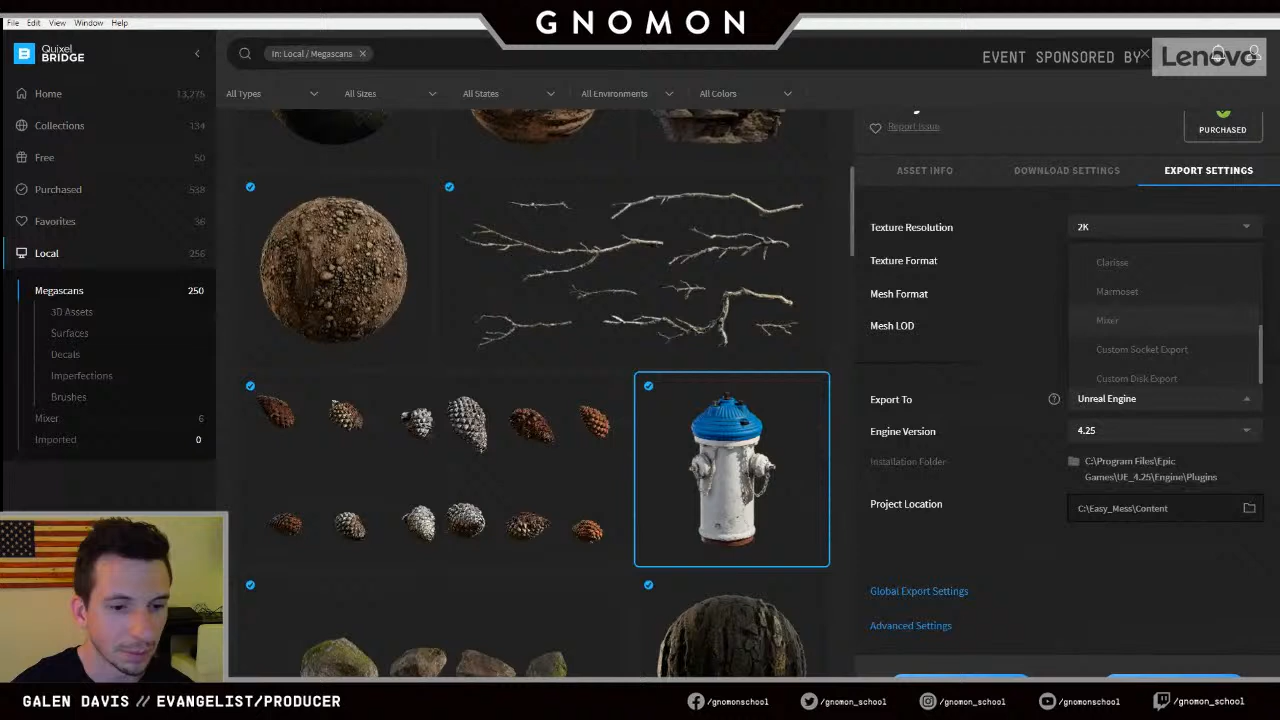 GNOMON
File Edit View Window Help
B Quixel BRIDGE
In: Local / Megascans
EVENT SPONSORED BY Lenovo
Home 13,275
Collections 134
Free 50
Purchased 538
Favorites 36
Local 256
Megascans 250
3D Assets
Surfaces
Decals
Imperfections
Brushes
Mixer 6
Imported 0
All Types All Sizes All States All Environments All Colors
Report Issue
PURCHASED
ASSET INFO DOWNLOAD SETTINGS EXPORT SETTINGS
Texture Resolution 2K
Texture Format
Mesh Format
Mesh LOD
Clarisse
Marmoset
Mixer
Custom Socket Export
Custom Disk Export
Export To ? Unreal Engine
Engine Version 4.25
Installation Folder C:\Program Files\Epic
Games\UE_4.25\Engine\Plugins
Project Location C:\Easy_Mess\Content
Global Export Settings
Advanced Settings
GALEN DAVIS // EVANGELIST/PRODUCER
/gnomonschool /gnomon_school /gnomon_school /gnomonschool /gnomon_school